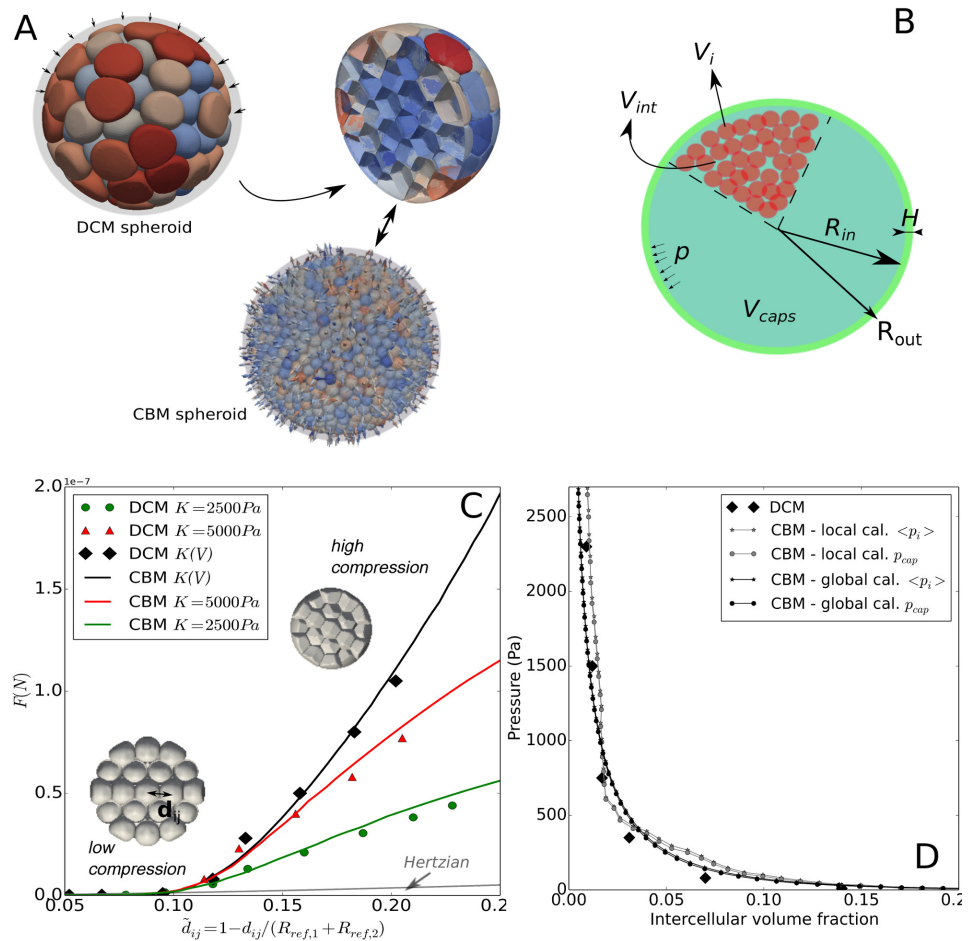 A
DCM spheroid
CBM spheroid
B
V_i
V_int
H
R_in
p
V_caps
R_out
1e-7
2.0
1.5
1.0
0.5
0.0
F(N)
C
DCM K=2500Pa
DCM K=5000Pa
DCM K(V)
CBM K(V)
CBM K=5000Pa
CBM K=2500Pa
high
compression
d_ij
low
compression
Hertzian
0.05 0.10 0.15 0.20 0.2
d̃_ij=1−d_ij/(R_ref,1+R_ref,2)
2500
2000
1500
1000
500
0
Pressure (Pa)
DCM
CBM - local cal. <p_i>
CBM - local cal. p_cap
CBM - global cal. <p_i>
CBM - global cal. p_cap
D
0.00 0.05 0.10 0.15 0.20
Intercellular volume fraction